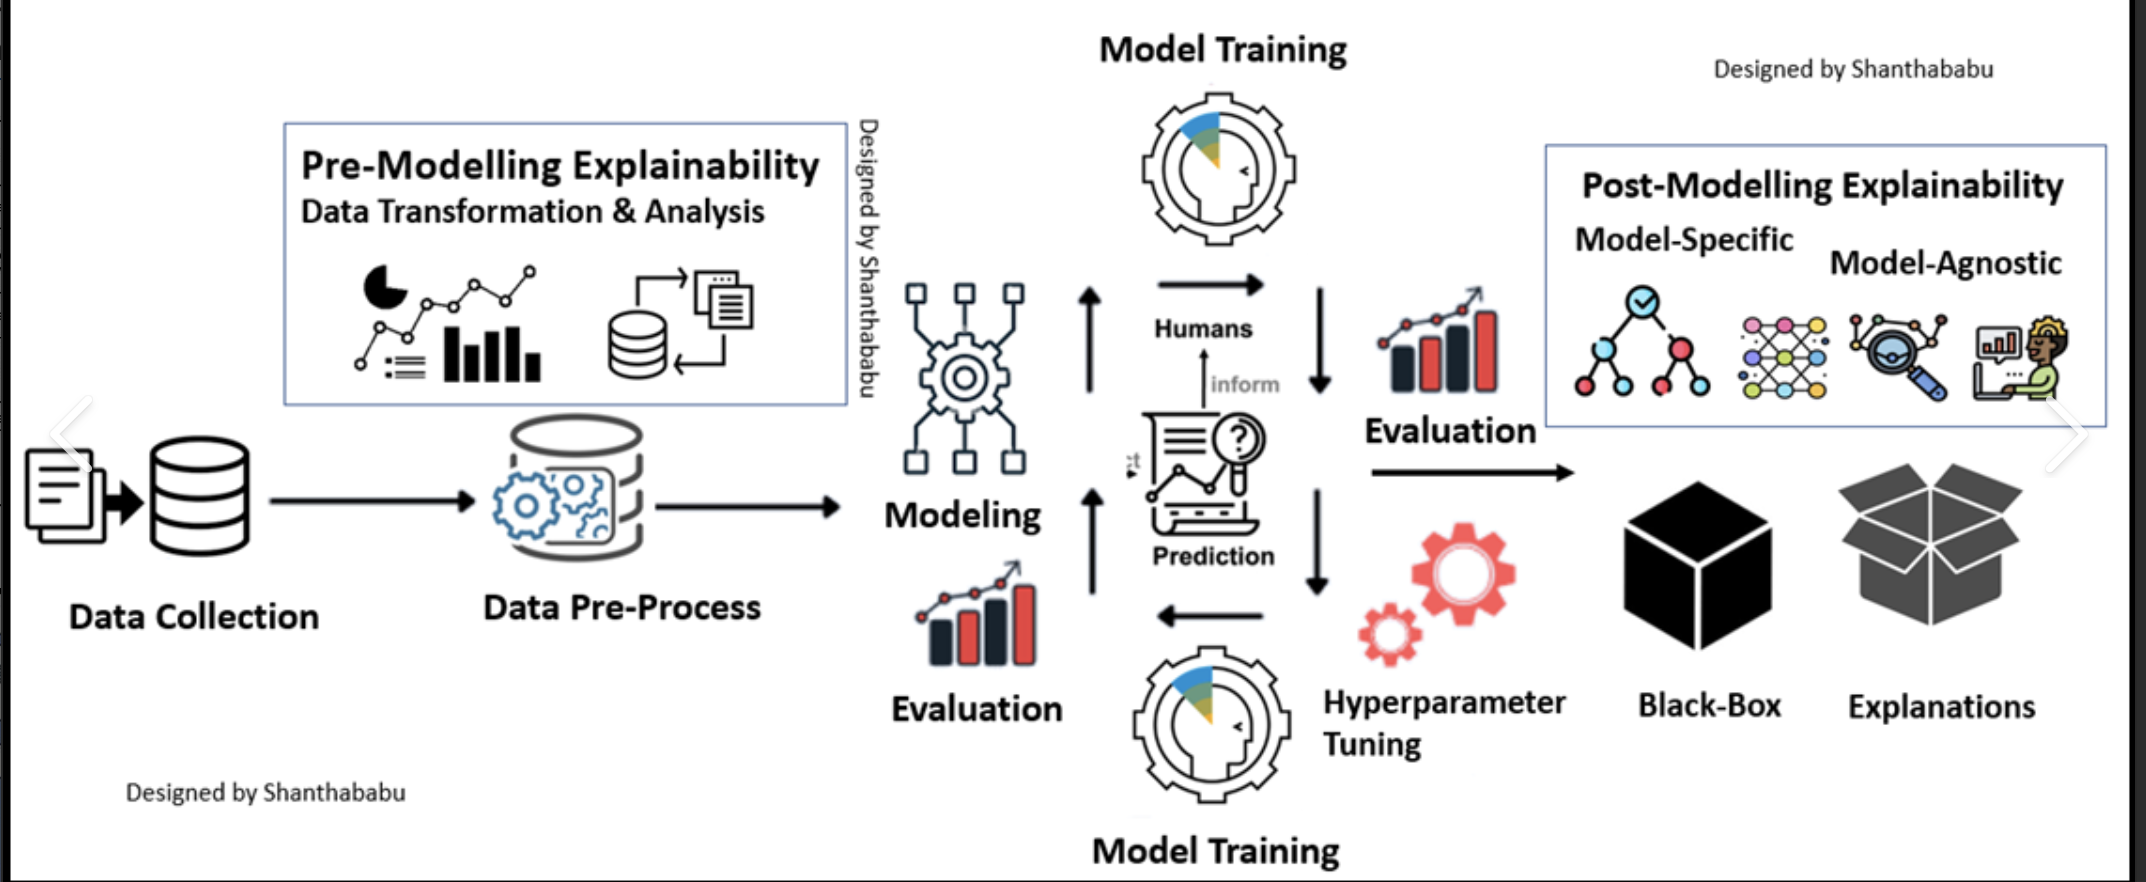 Model Training
Designed by Shanthababu
Pre-Modelling Explainability
Data Transformation & Analysis
Designed by Shanthababu
Post-Modelling Explainability
Model-Specific
Model-Agnostic
Humans
inform
Evaluation
Modeling
Prediction
Data Collection
Data Pre-Process
Evaluation
Hyperparameter
Tuning
Black-Box
Explanations
Designed by Shanthababu
Model Training